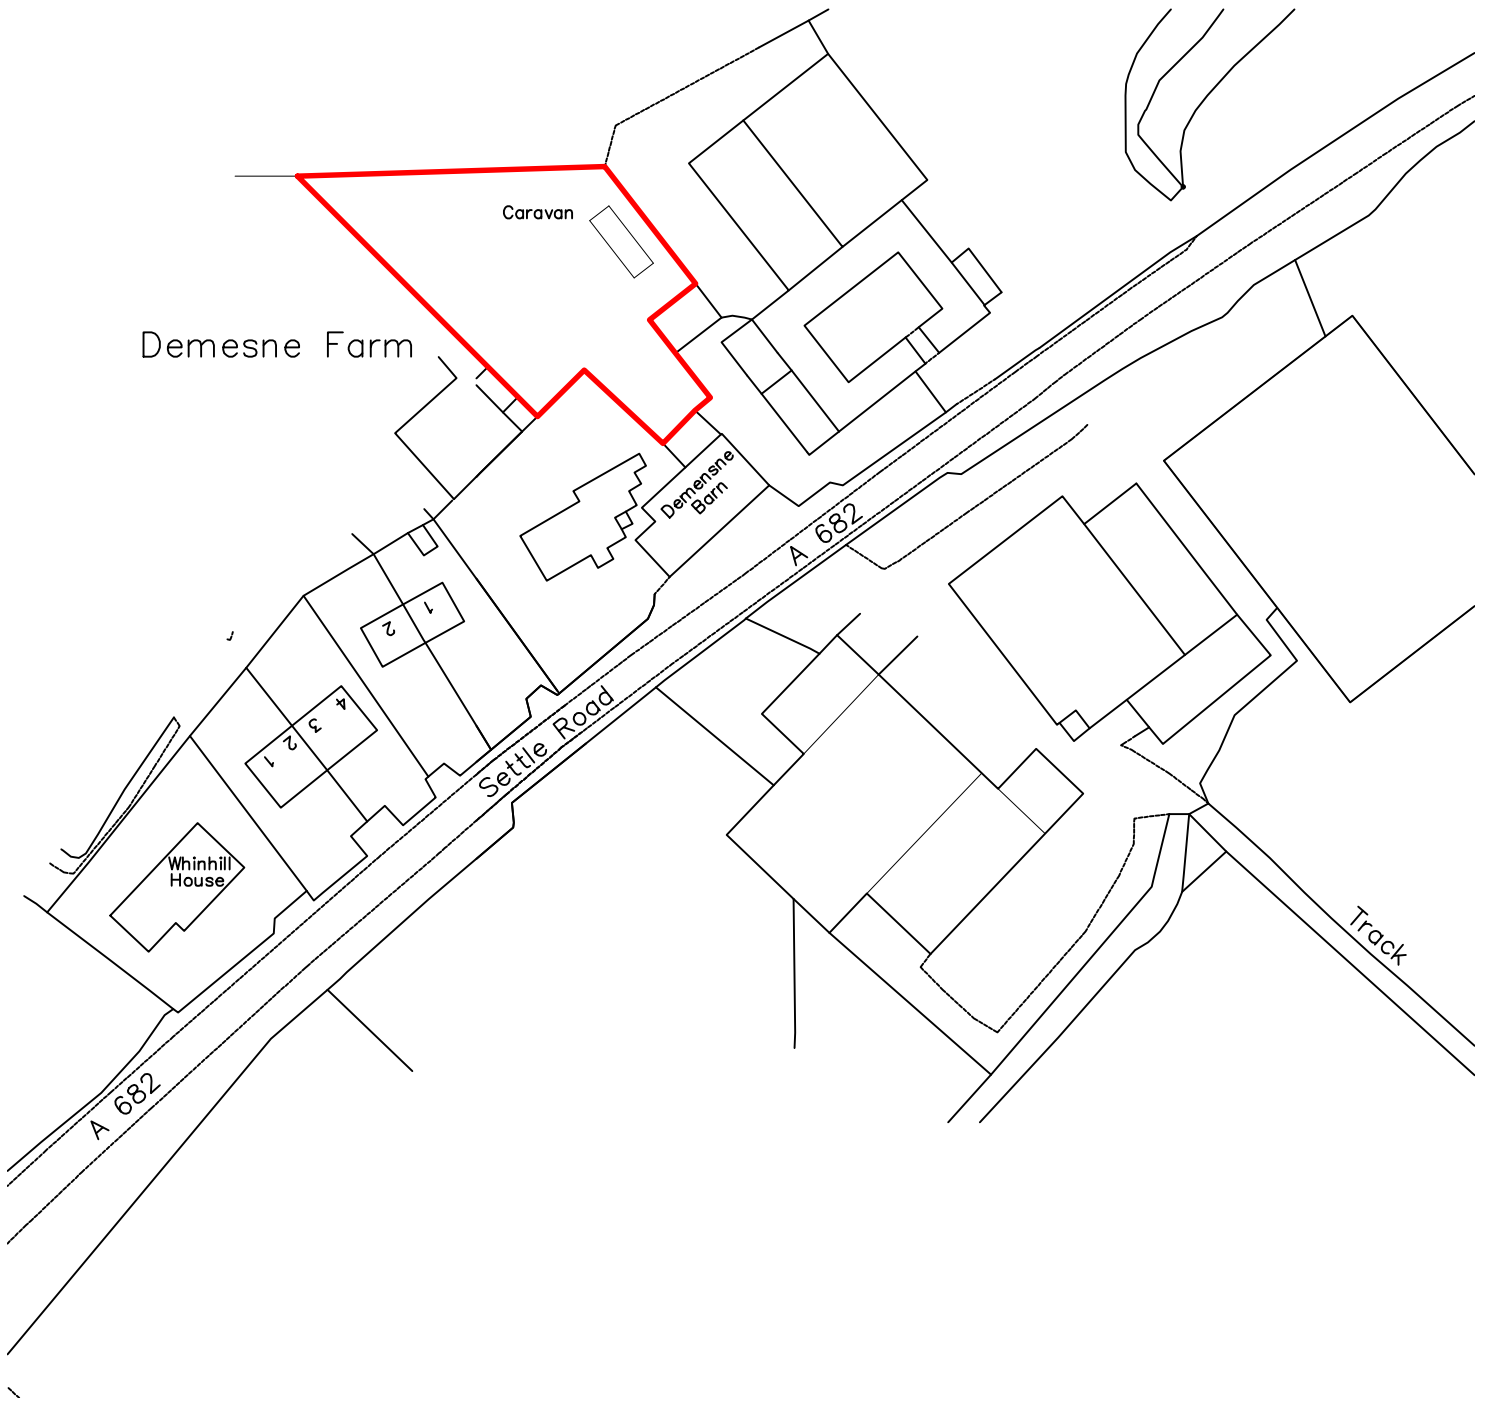 Caravan
Demesne Farm
Demensne
Barn
A 682
1
2
4
3
2
1
Settle Road
Whinhill
House
Track
A 682